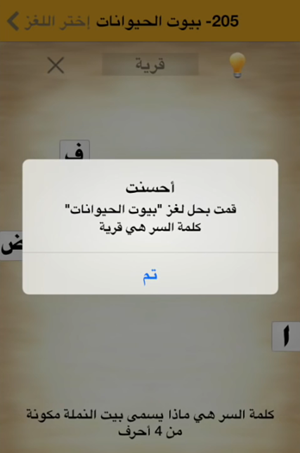 205- بيوت الحيوانات إختر اللغز
قرية
ف
أحسنت
قمت بحل لغز "بيوت الحيوانات"
كلمة السر هي قرية
ض
تم
ا
كلمة السر هي ماذا يسمى بيت النملة مكونة
من 4 أحرف